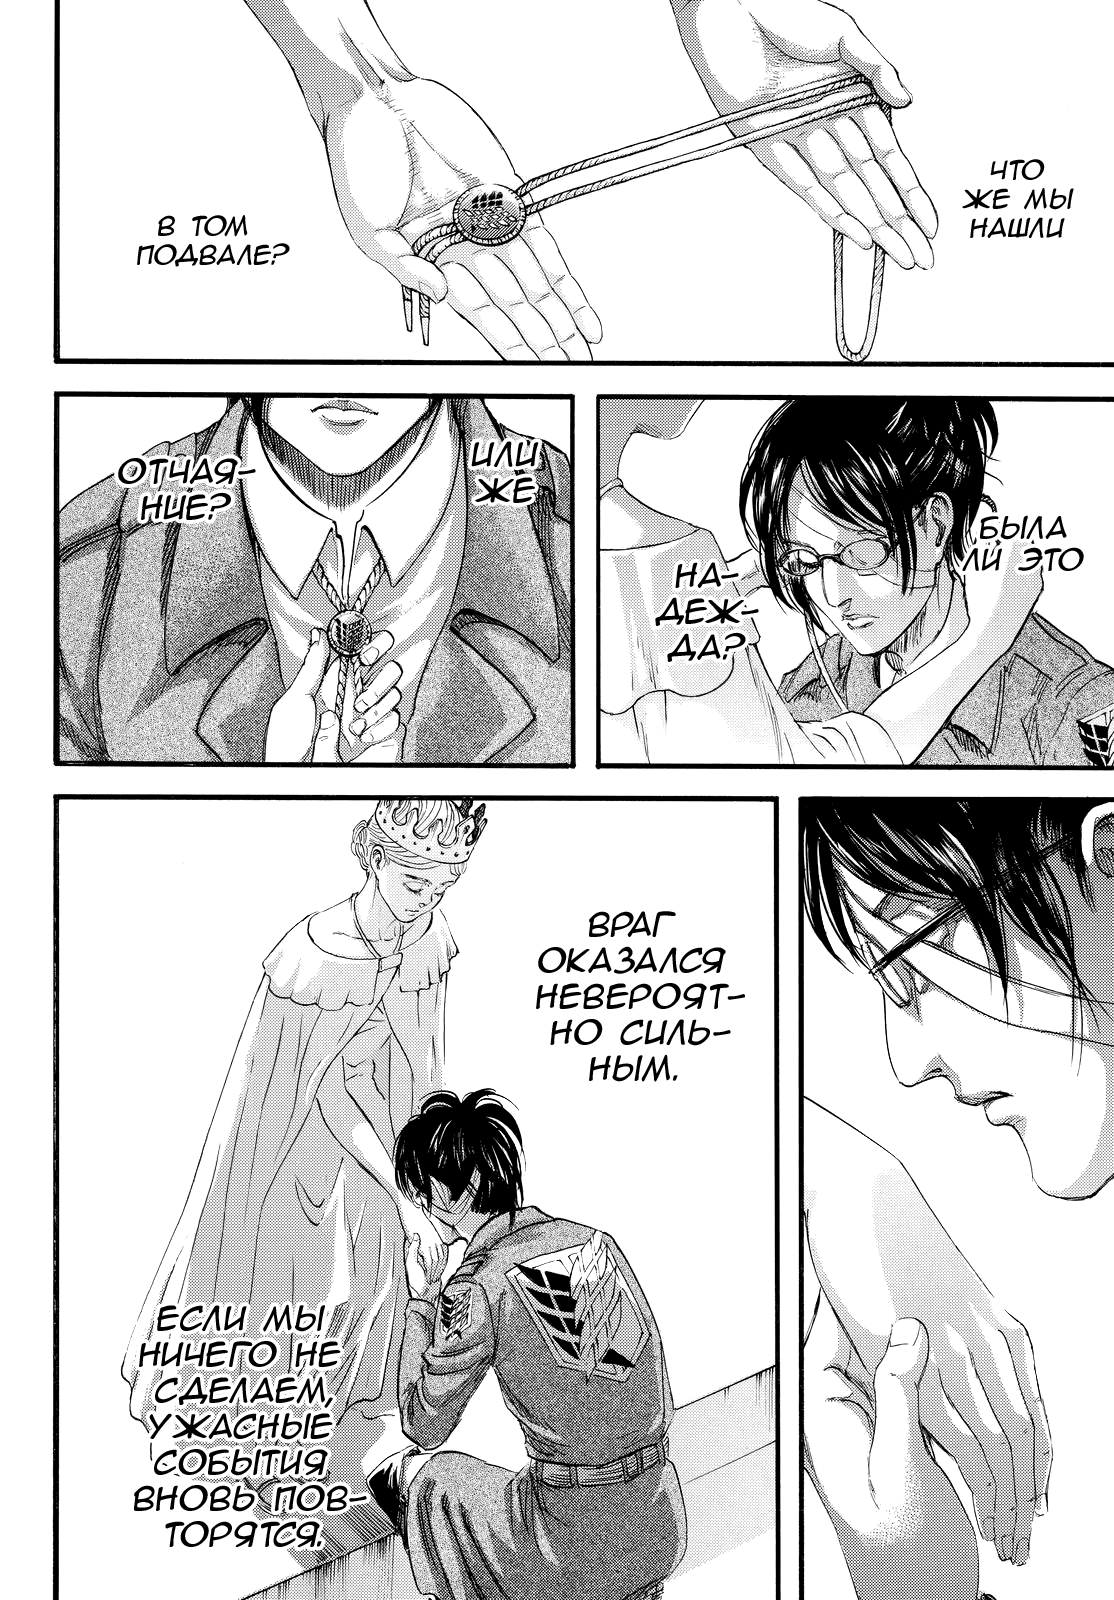 ЧТО
ЖЕ МЫ
НАШЛИ
В ТОМ
ПОДВАЛЕ?
БЫЛА
ЛИ ЭТО
НА-
ДЕЖ-
ДА?
ИЛИ
ЖЕ
ОТЧАЯ-
НИЕ?
ВРАГ
ОКАЗАЛСЯ
НЕВЕРОЯТ-
НО СИЛЬ-
НЫМ.
ЕСЛИ МЫ
НИЧЕГО НЕ
СДЕЛАЕМ,
УЖАСНЫЕ
СОБЫТИЯ
ВНОВЬ ПОВ-
ТОРЯТСЯ.